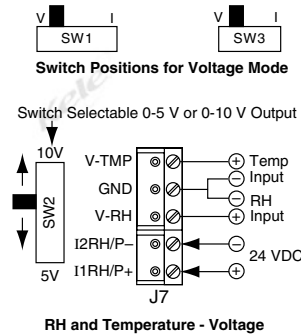 V I V I
SW1 SW3
Switch Positions for Voltage Mode
Kele
Switch Selectable 0-5 V or 0-10 V Output
10V
SW2
5V
V-TMP + Temp
GND − Input
− RH
V-RH + Input
I2RH/P− −
24 VDC
I1RH/P+ +
J7
RH and Temperature - Voltage